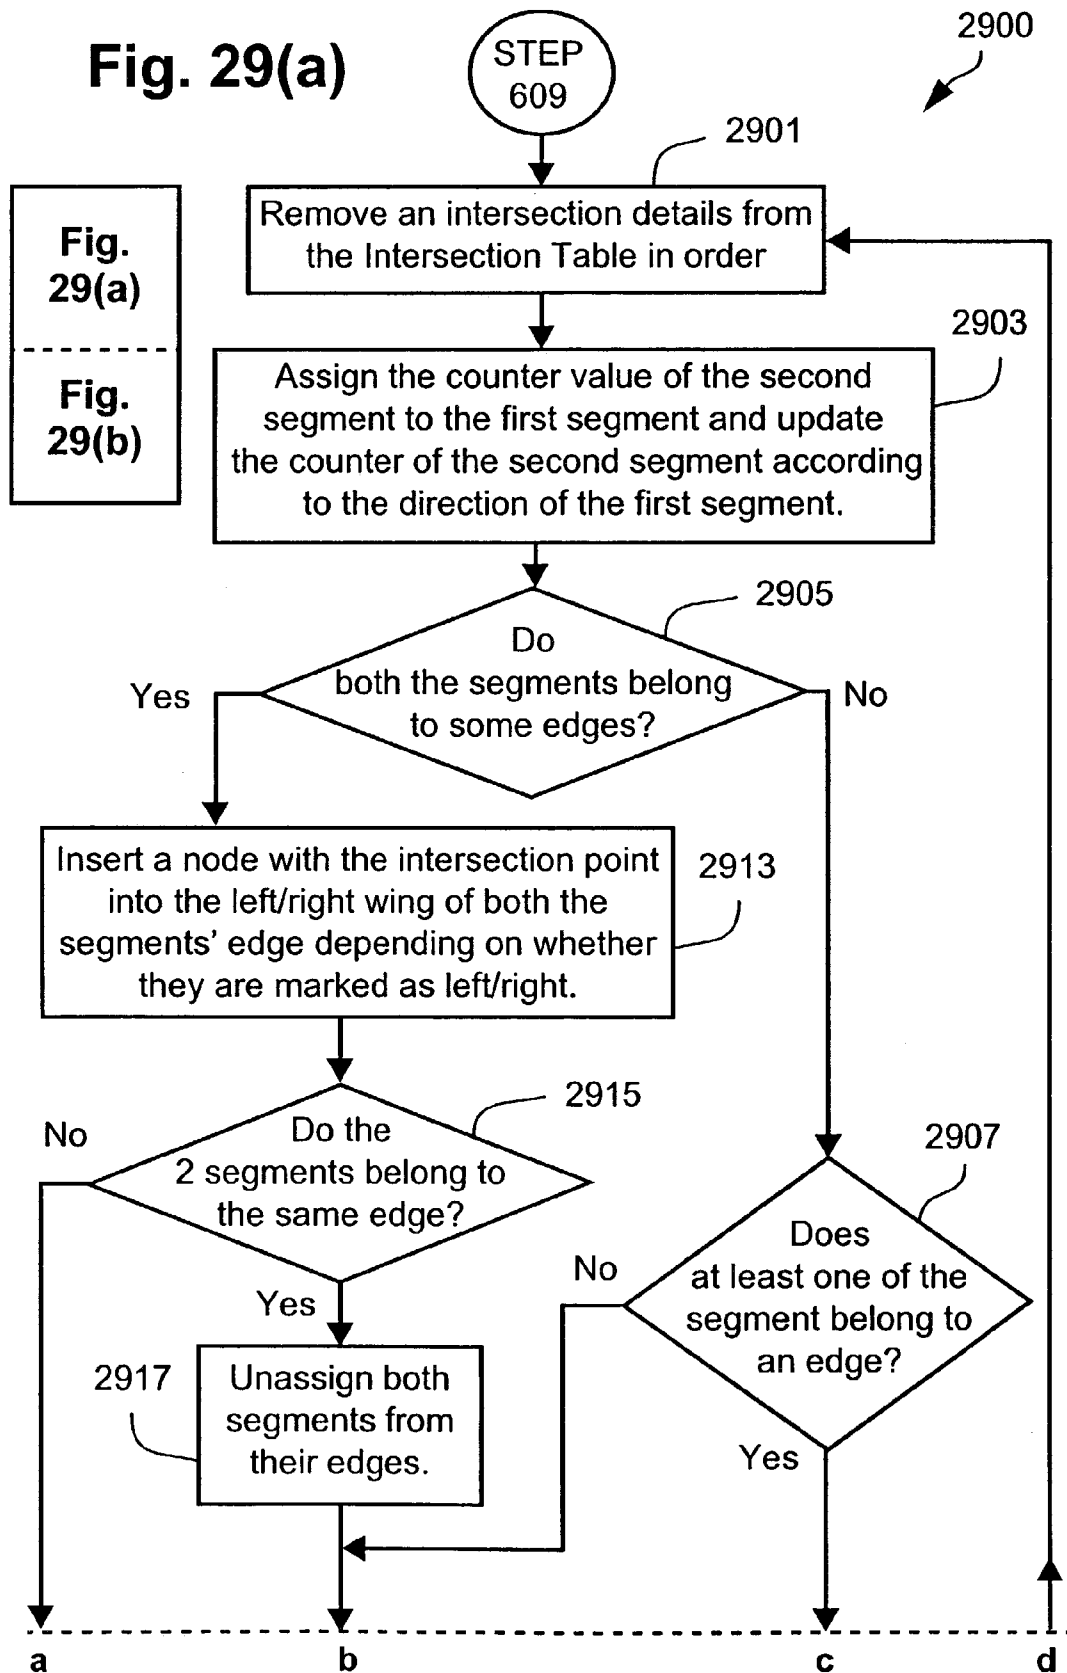 Fig. 29(a)
STEP
609
2900
2901
Remove an intersection details from
the Intersection Table in order
Fig.
29(a)
Fig.
29(b)
2903
Assign the counter value of the second
segment to the first segment and update
the counter of the second segment according
to the direction of the first segment.
2905
Do
both the segments belong
to some edges?
Yes
No
Insert a node with the intersection point
into the left/right wing of both the
segments' edge depending on whether
they are marked as left/right.
2913
2915
Do the
2 segments belong to
the same edge?
No
Yes
2907
Does
at least one of the
segment belong to
an edge?
No
Yes
2917
Unassign both
segments from
their edges.
a
b
c
d